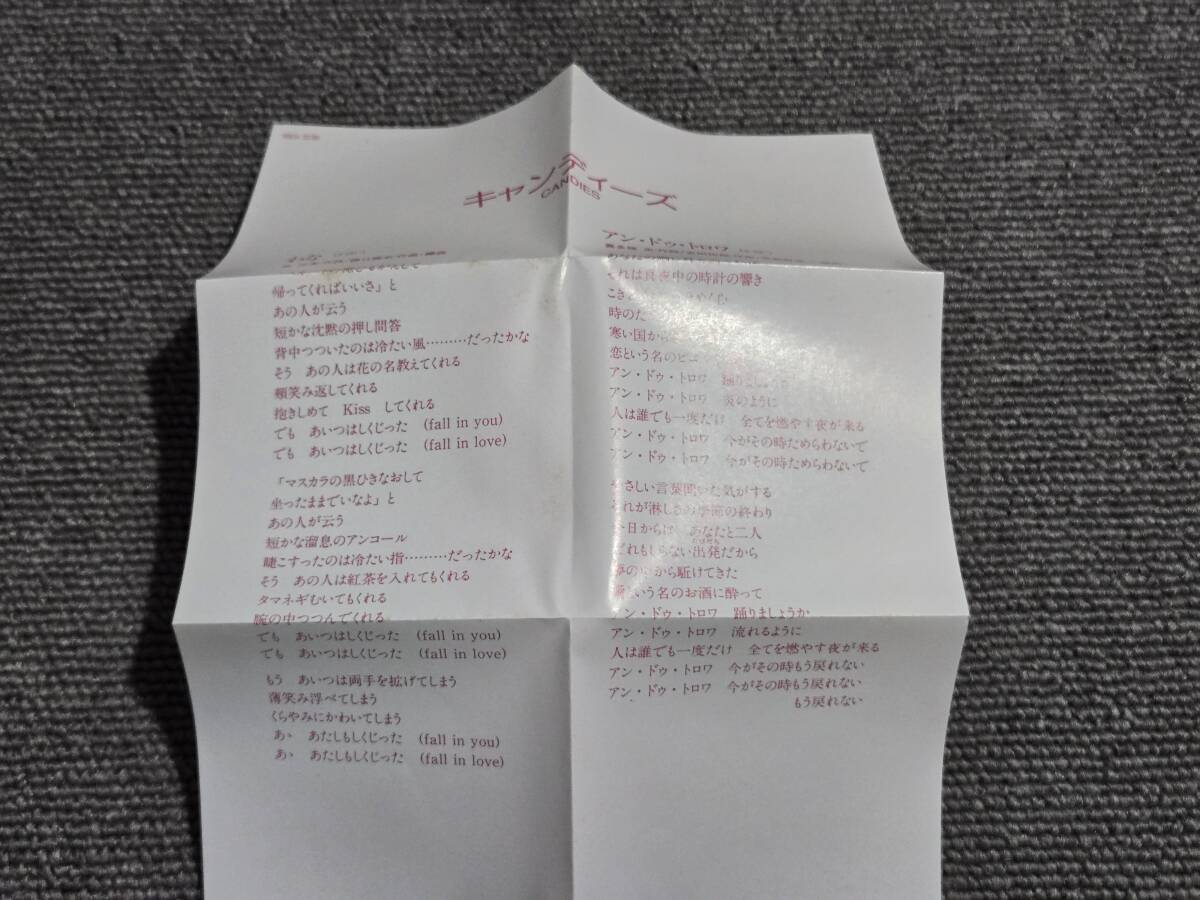 キャンディーズ
CANDIES
帰ってくればいいさ」と
あの人が云う
短かな沈黙の押し問答
背中つついたのは冷たい風………だったかな
そう あの人は花の名教えてくれる
頬笑み返してくれる
抱きしめて Kiss してくれる
でも あいつはしくじった (fall in you)
でも あいつはしくじった (fall in love)
「マスカラの黒ひきなおして
坐ったままでいなよ」と
あの人が云う
短かな溜息のアンコール
睫こすったのは冷たい指………だったかな
そう あの人は紅茶を入れてもくれる
タマネギむいてもくれる
腕の中つつんでくれる
でも あいつはしくじった (fall in you)
でも あいつはしくじった (fall in love)
もう あいつは両手を拡げてしまう
薄笑み浮べてしまう
くらやみにかわいてしまう
あゝ あたしもしくじった (fall in you)
あゝ あたしもしくじった (fall in love)
アン・ドゥ・トロワ
それは真夜中の時計の響き
時のた
寒い国から
恋という名の
アン・ドゥ・トロワ 踊りましょうか
アン・ドゥ・トロワ 炎のように
人は誰でも一度だけ 全てを燃やす夜が来る
アン・ドゥ・トロワ 今がその時ためらわないで
アン・ドゥ・トロワ 今がその時ためらわないで
やさしい言葉聞いた気がする
それが淋しさの季節の終わり
今日からは あなたと二人
だれもしらない出発だから
夢の中から駈けてきた
という名のお酒に酔って
アン・ドゥ・トロワ 踊りましょうか
アン・ドゥ・トロワ 流れるように
人は誰でも一度だけ 全てを燃やす夜が来る
アン・ドゥ・トロワ 今がその時もう戻れない
アン・ドゥ・トロワ 今がその時もう戻れない
もう戻れない